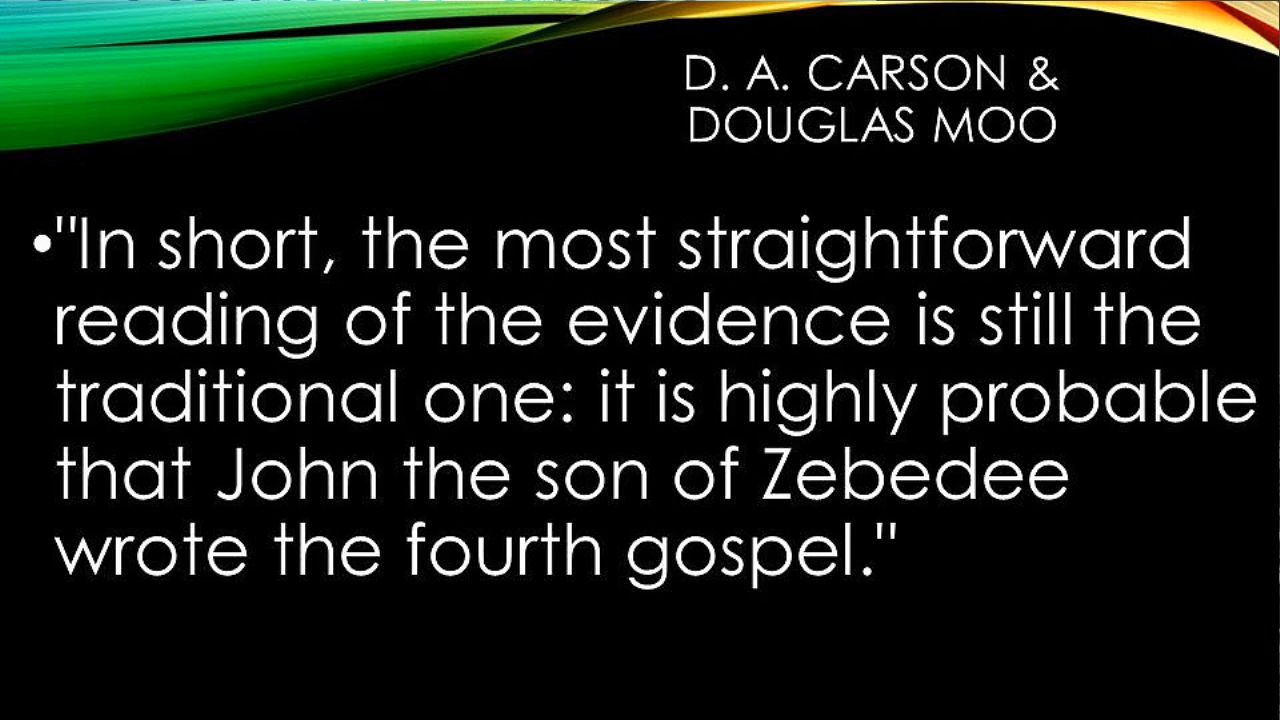 D. A. CARSON &
DOUGLAS MOO
•"In short, the most straightforward
reading of the evidence is still the
traditional one: it is highly probable
that John the son of Zebedee
wrote the fourth gospel."